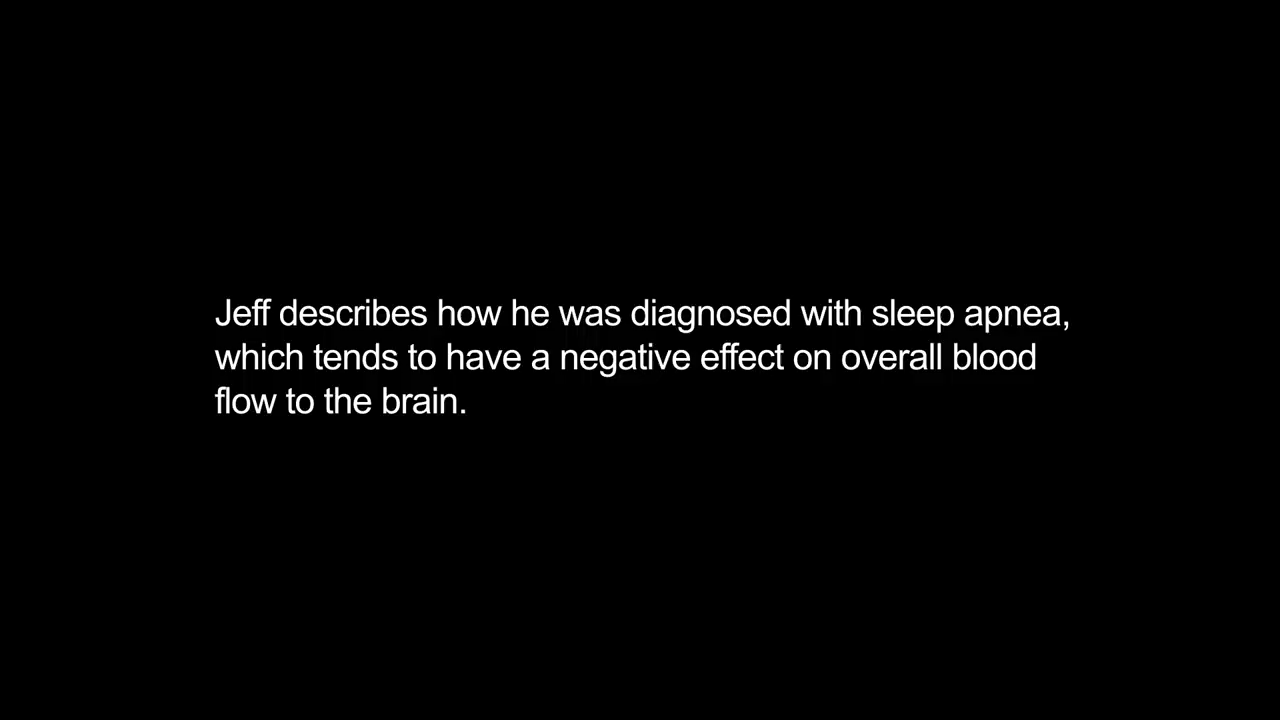 Jeff describes how he was diagnosed with sleep apnea,
which tends to have a negative effect on overall blood
flow to the brain.